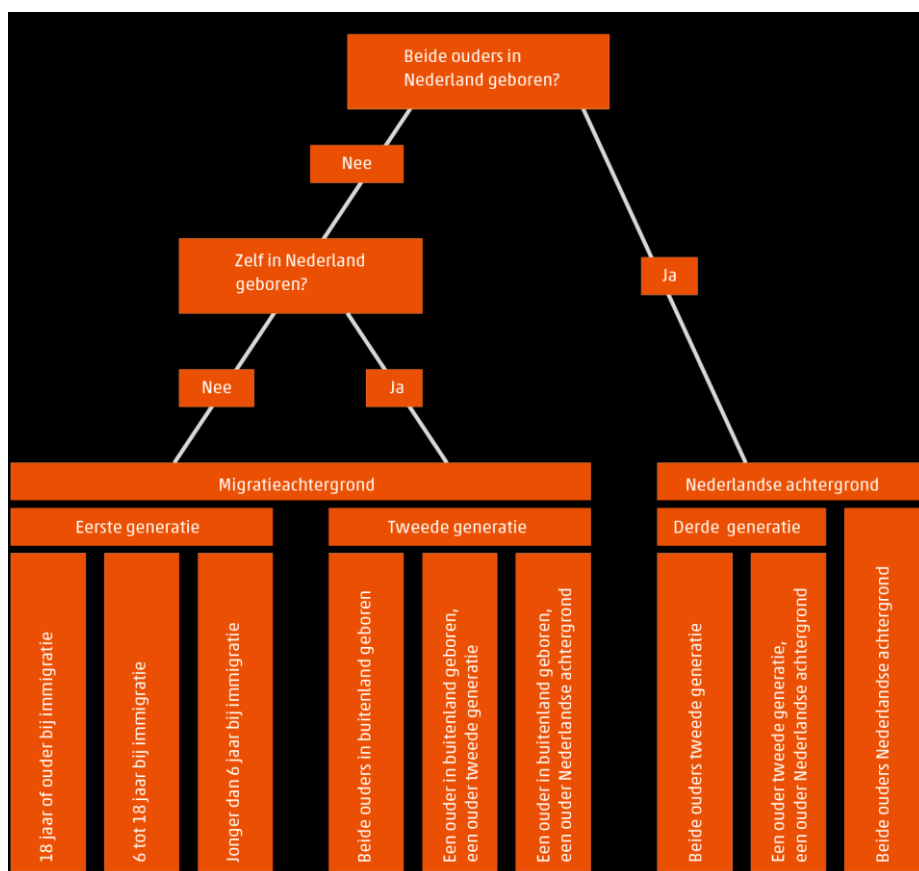 Beide ouders in
Nederland geboren?
Nee
Zelf in Nederland
geboren?
Ja
Nee
Ja
Migratieachtergrond
Nederlandse achtergrond
Eerste generatie
Tweede generatie
Derde generatie
18 jaar of ouder bij immigratie
6 tot 18 jaar bij immigratie
Jonger dan 6 jaar bij immigratie
Beide ouders in buitenland geboren
Een ouder in buitenland geboren,
een ouder tweede generatie
Een ouder in buitenland geboren,
een ouder Nederlandse achtergrond
Beide ouders tweede generatie
Een ouder tweede generatie,
een ouder Nederlandse achtergrond
Beide ouders Nederlandse achtergrond